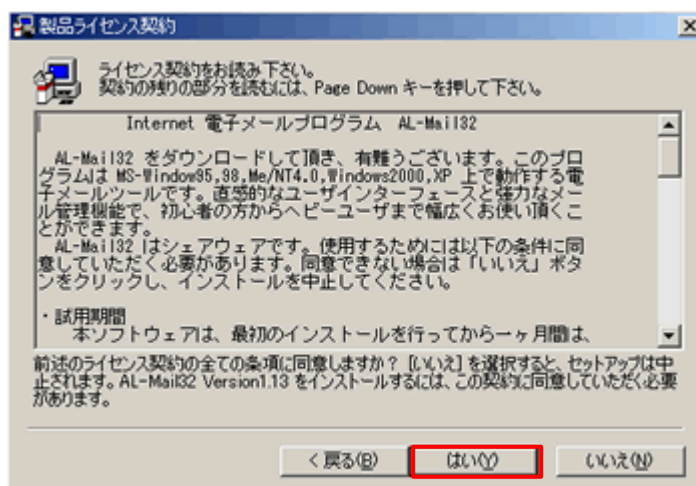 製品ライセンス契約
ライセンス契約をお読み下さい。
契約の残りの部分を読むには、Page Down キーを押して下さい。
Internet 電子メールプログラム AL-Mail32
AL-Mail32 をダウンロードして頂き、有難うございます。このプロ
グラムは MS-Window95,98,Me/NT4.0,Windows2000,XP 上で動作する電
子メールツールです。直感的なユーザインターフェースと強力なメー
ル管理機能で、初心者の方からヘビーユーザまで幅広くお使い頂くこ
とができます。
AL-Mail32 はシェアウェアです。使用するためには以下の条件に同
意していただく必要があります。同意できない場合は「いいえ」ボタ
ンをクリックし、インストールを中止してください。
・試用期間
本ソフトウェアは、最初のインストールを行ってから一ヶ月間は、
前述のライセンス契約の全ての条項に同意しますか？ [いいえ] を選択すると、セットアップは中
止されます。AL-Mail32 Version1.13 をインストールするには、この契約に同意していただく必要
があります。
< 戻る(B) はい(Y) いいえ(N)